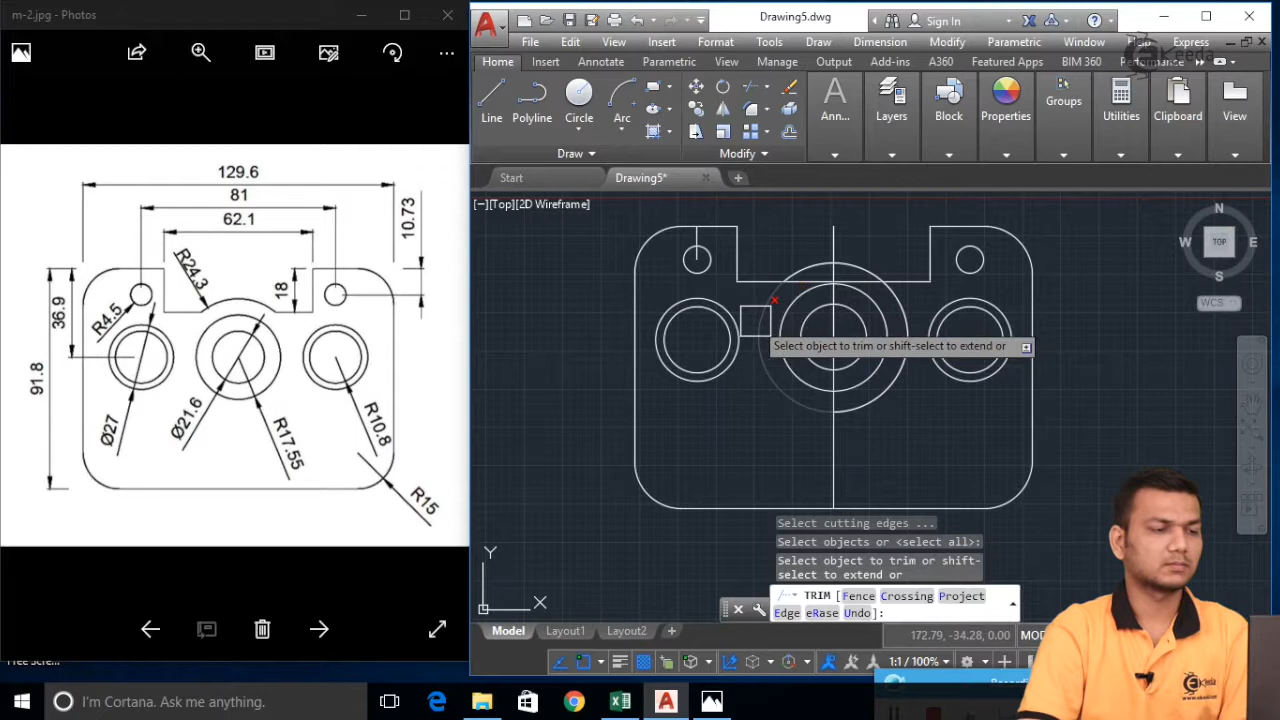 m-2.jpg - Photos
129.6
81
62.1
10.73
R24.3
18
36.9
R4.5
91.8
Ø27
Ø21.6
R17.55
R10.8
R15
Drawing5.dwg
Sign In
File Edit View Insert Format Tools Draw Dimension Modify Parametric Window Help Express
Home Insert Annotate Parametric View Manage Output Add-ins A360 Featured Apps BIM 360 Performance
ekeeda
Line Polyline Circle Arc
Ann... Layers Block Properties Groups Utilities Clipboard View
Draw Modify
Start Drawing5*
[−][Top][2D Wireframe]
N
W TOP E
S
WCS
Select object to trim or shift-select to extend or
Select cutting edges ...
Select objects or <select all>:
Select object to trim or shift-
select to extend or
TRIM [Fence Crossing Project
Edge eRase Undo]:
Y
X
Model Layout1 Layout2
172.79, -34.28, 0.00
1:1 / 100%
I'm Cortana. Ask me anything.